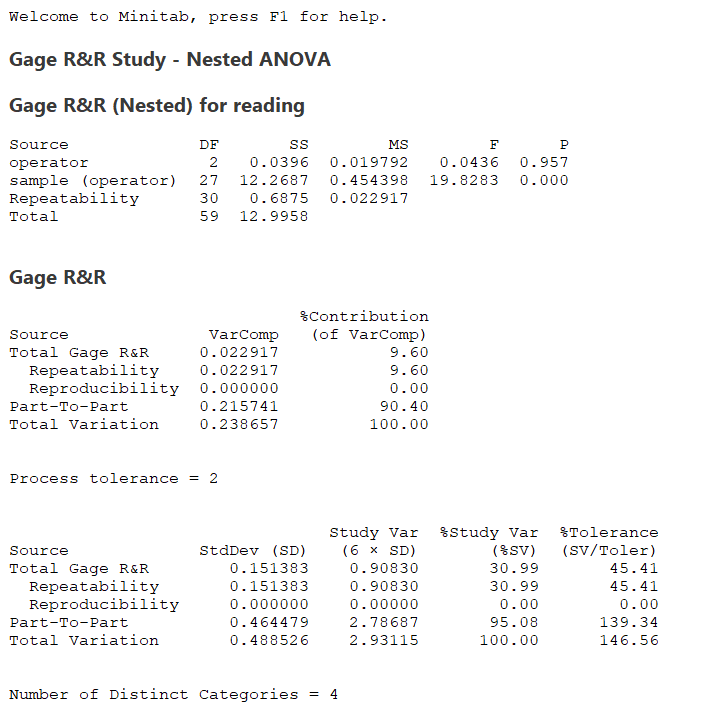 Welcome to Minitab, press F1 for help.
Gage R&R Study - Nested ANOVA
Gage R&R (Nested) for reading
Source DF SS MS F P
operator 2 0.0396 0.019792 0.0436 0.957
sample (operator) 27 12.2687 0.454398 19.8283 0.000
Repeatability 30 0.6875 0.022917
Total 59 12.9958
Gage R&R
%Contribution
Source VarComp (of VarComp)
Total Gage R&R 0.022917 9.60
Repeatability 0.022917 9.60
Reproducibility 0.000000 0.00
Part-To-Part 0.215741 90.40
Total Variation 0.238657 100.00
Process tolerance = 2
Study Var %Study Var %Tolerance
Source StdDev (SD) (6 × SD) (%SV) (SV/Toler)
Total Gage R&R 0.151383 0.90830 30.99 45.41
Repeatability 0.151383 0.90830 30.99 45.41
Reproducibility 0.000000 0.00000 0.00 0.00
Part-To-Part 0.464479 2.78687 95.08 139.34
Total Variation 0.488526 2.93115 100.00 146.56
Number of Distinct Categories = 4